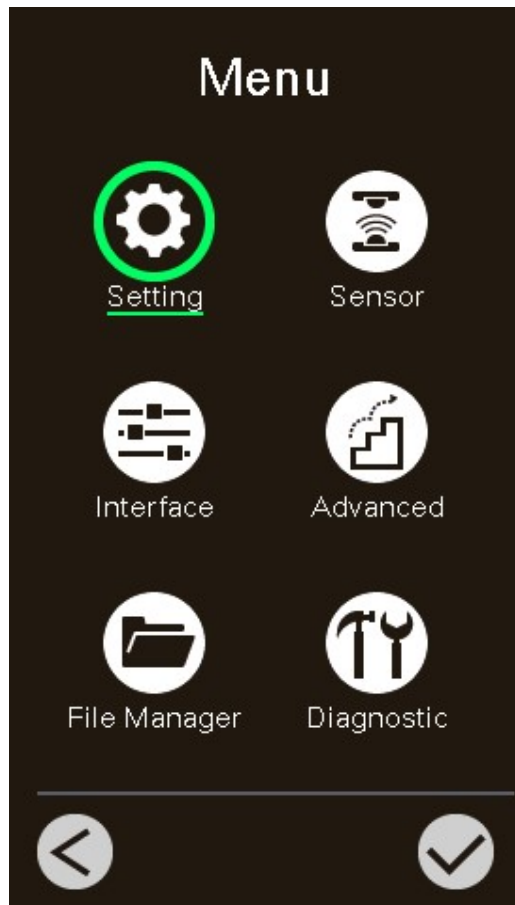 Menu
Setting Sensor
Interface Advanced
File Manager Diagnostic